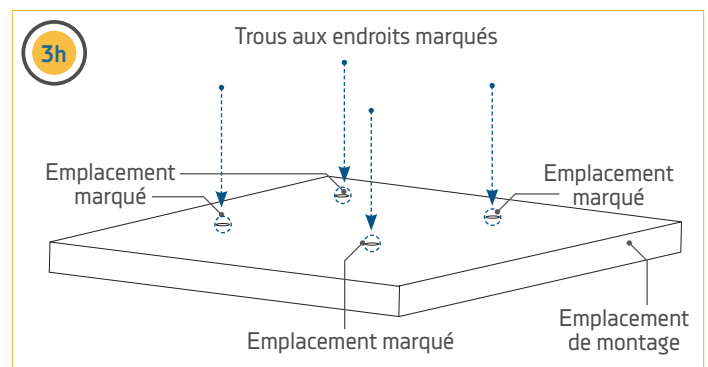 3h
Trous aux endroits marqués
Emplacement
marqué
Emplacement
marqué
Emplacement marqué
Emplacement
de montage